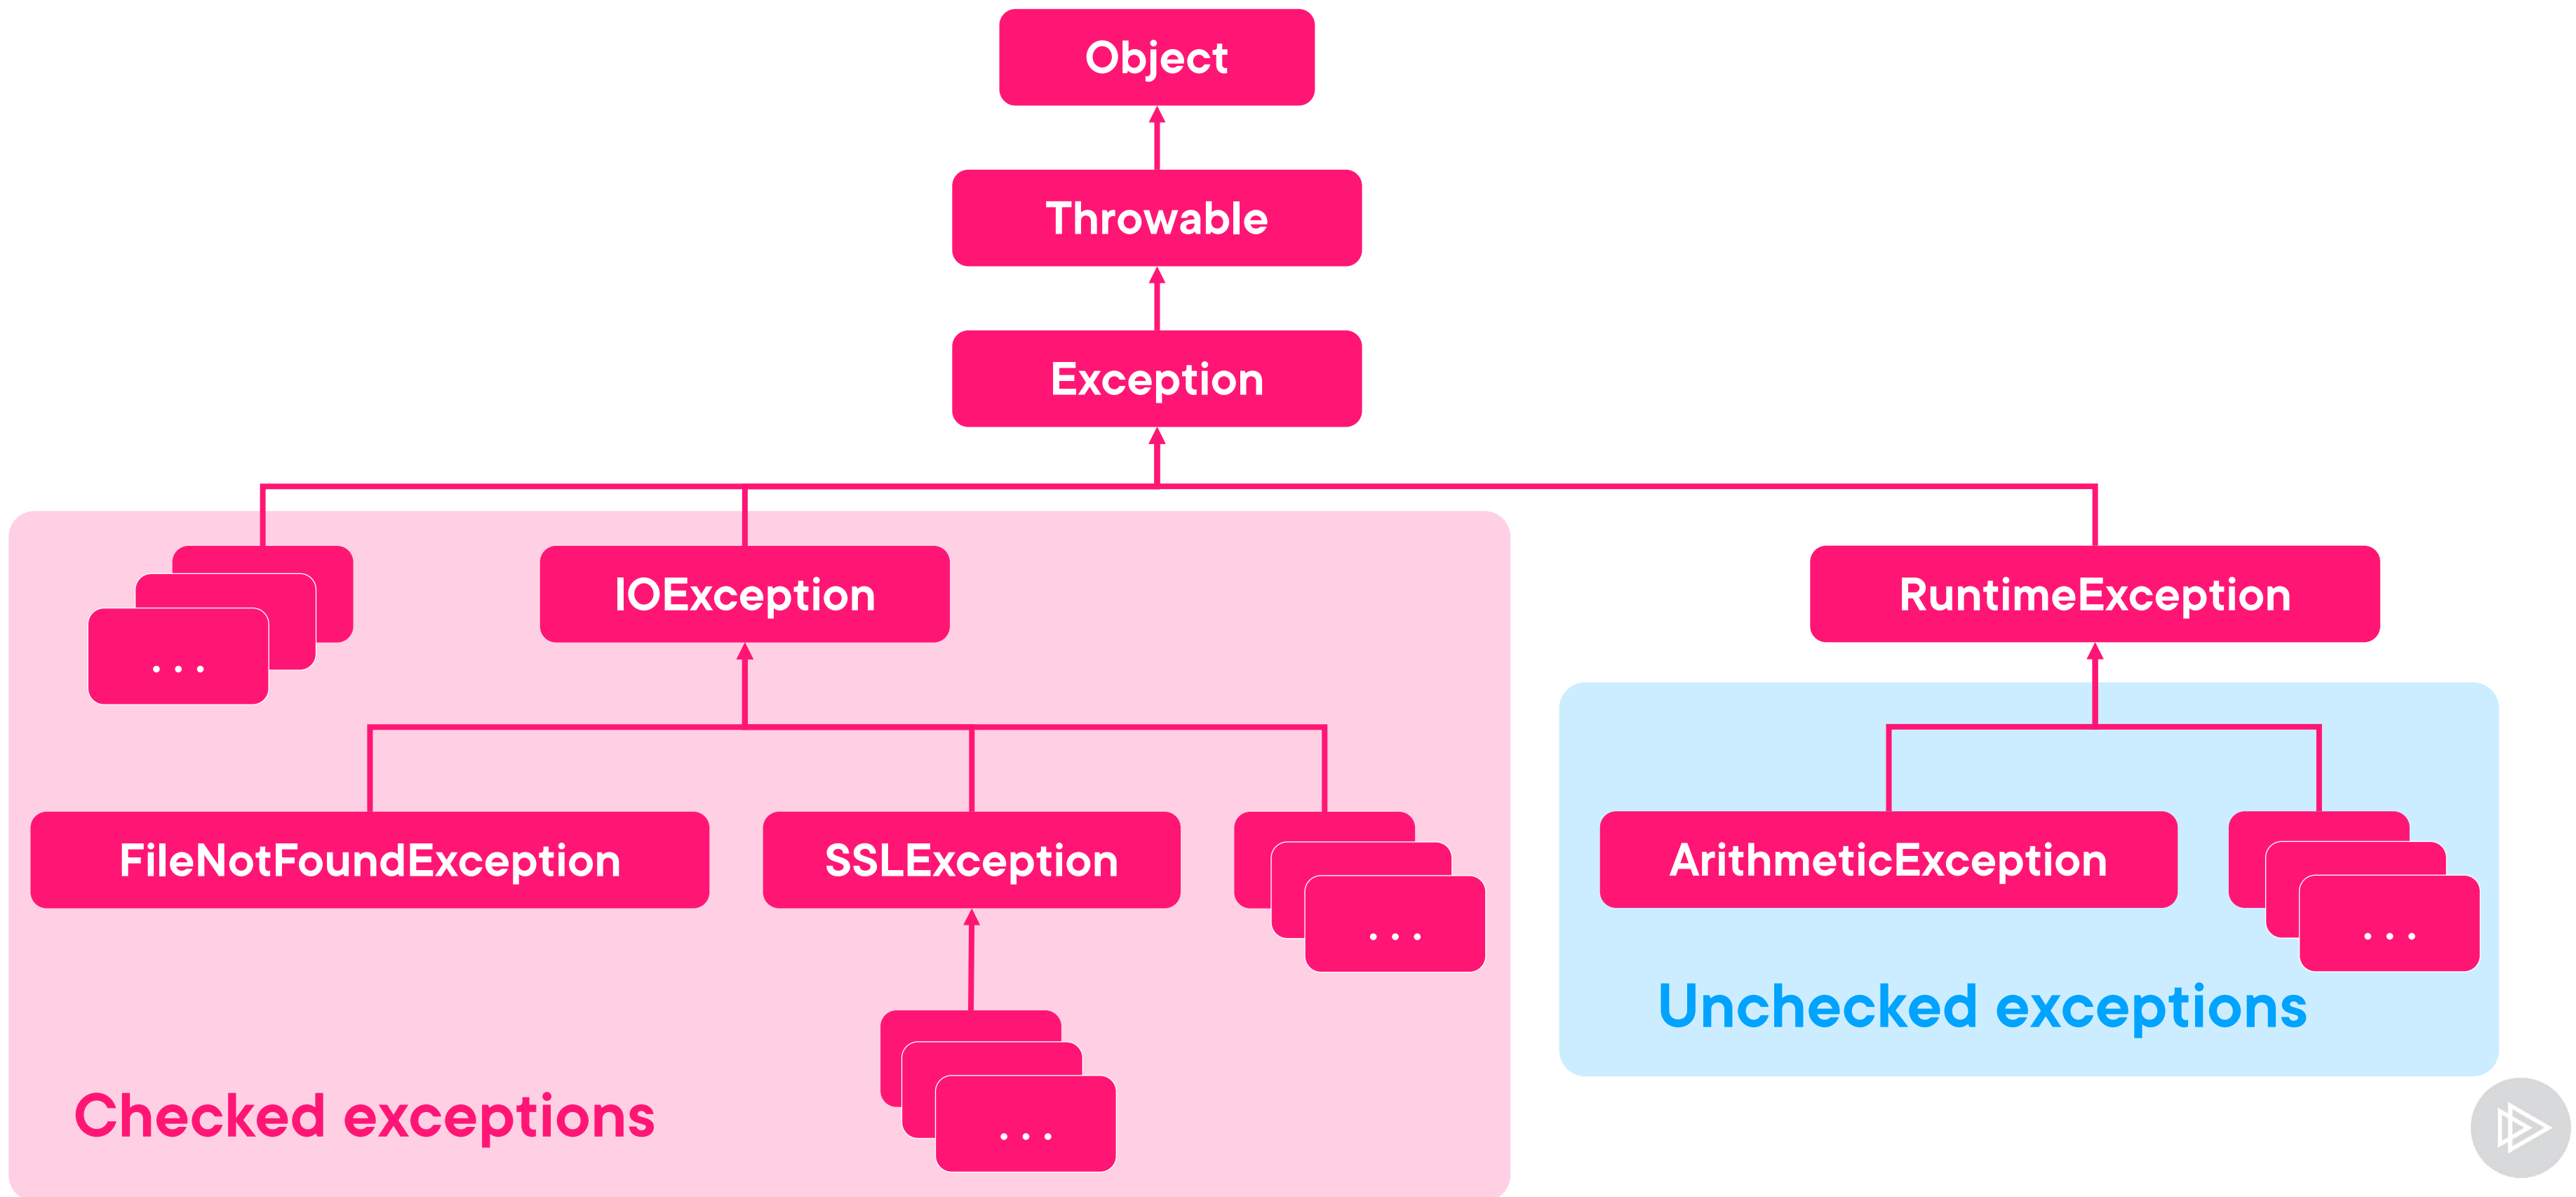 Object
Throwable
Exception
IOException
RuntimeException
...
FileNotFoundException
SSLException
ArithmeticException
...
...
Unchecked exceptions
Checked exceptions
...